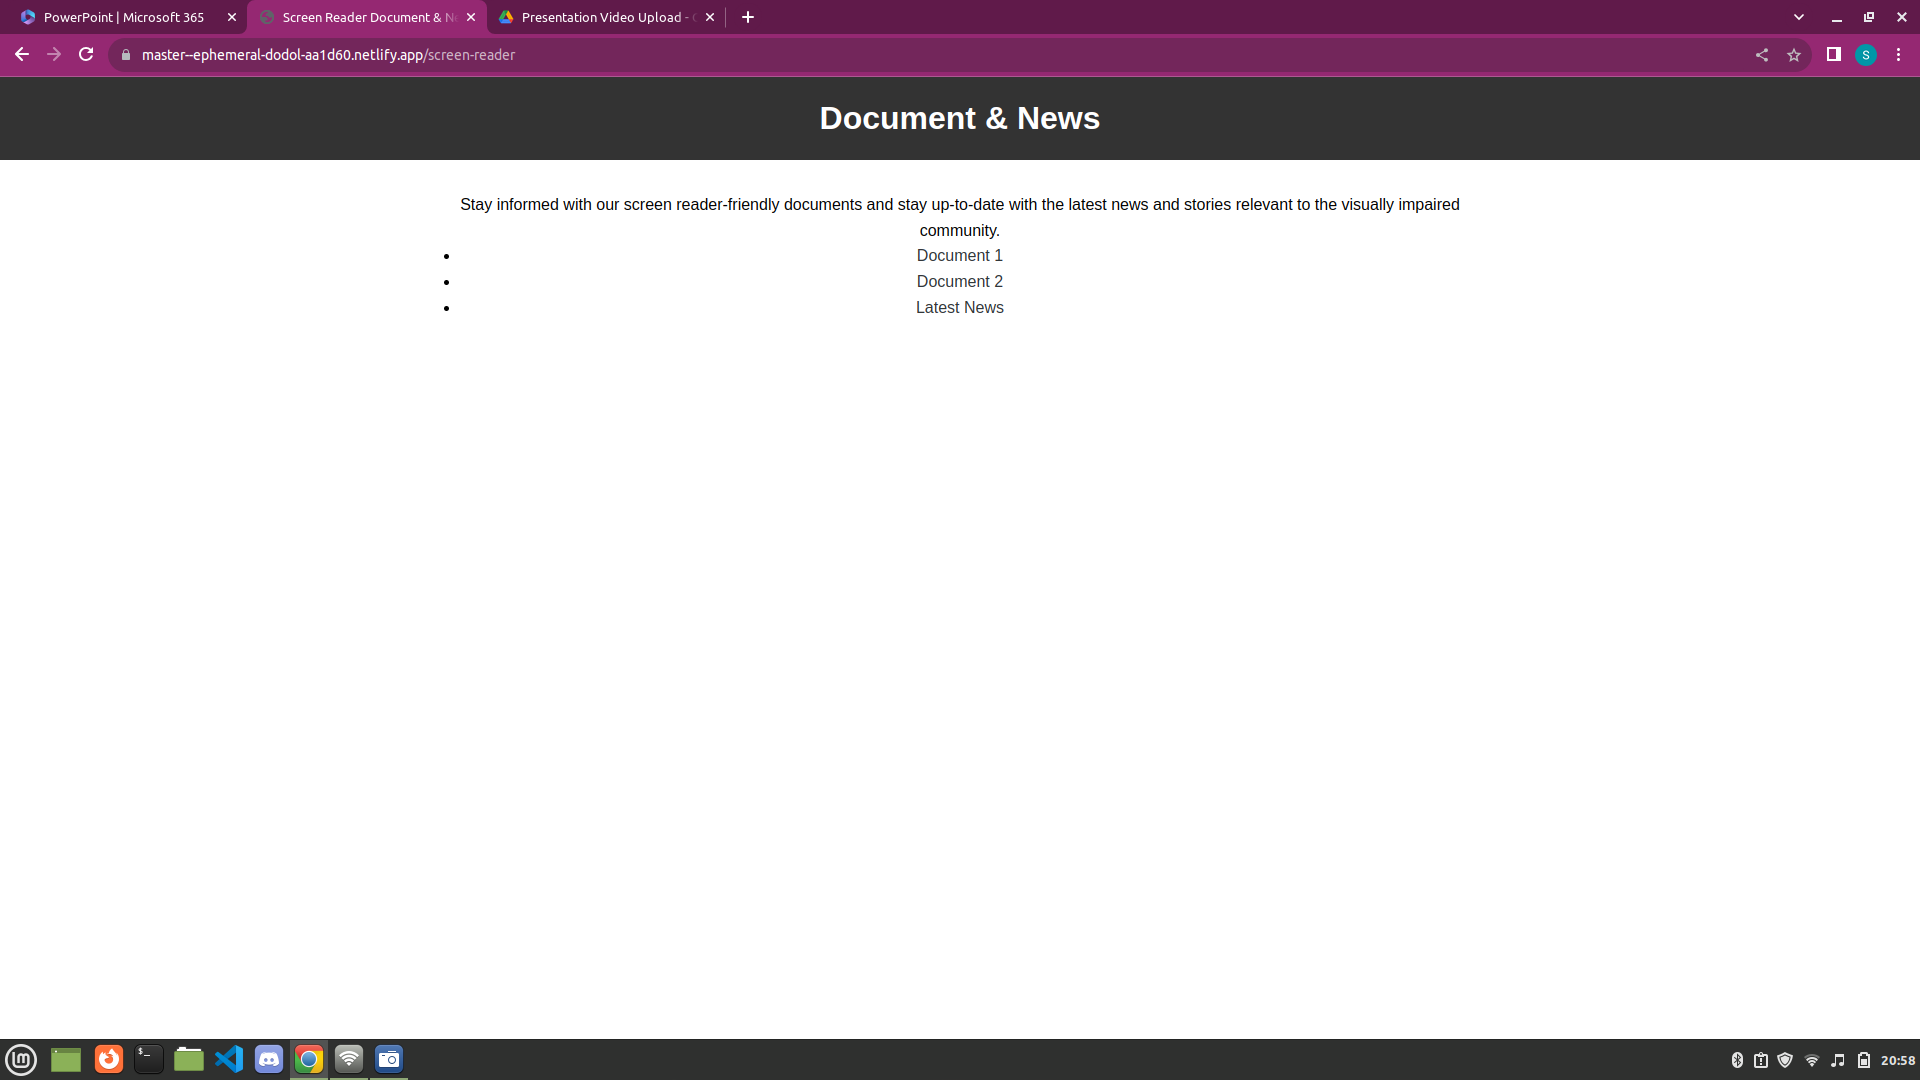 PowerPoint | Microsoft 365
Screen Reader Document & Ne
Presentation Video Upload -
master--ephemeral-dodol-aa1d60.netlify.app/screen-reader
S
Document & News
Stay informed with our screen reader-friendly documents and stay up-to-date with the latest news and stories relevant to the visually impaired
community.
• Document 1
• Document 2
• Latest News
$_
20:58